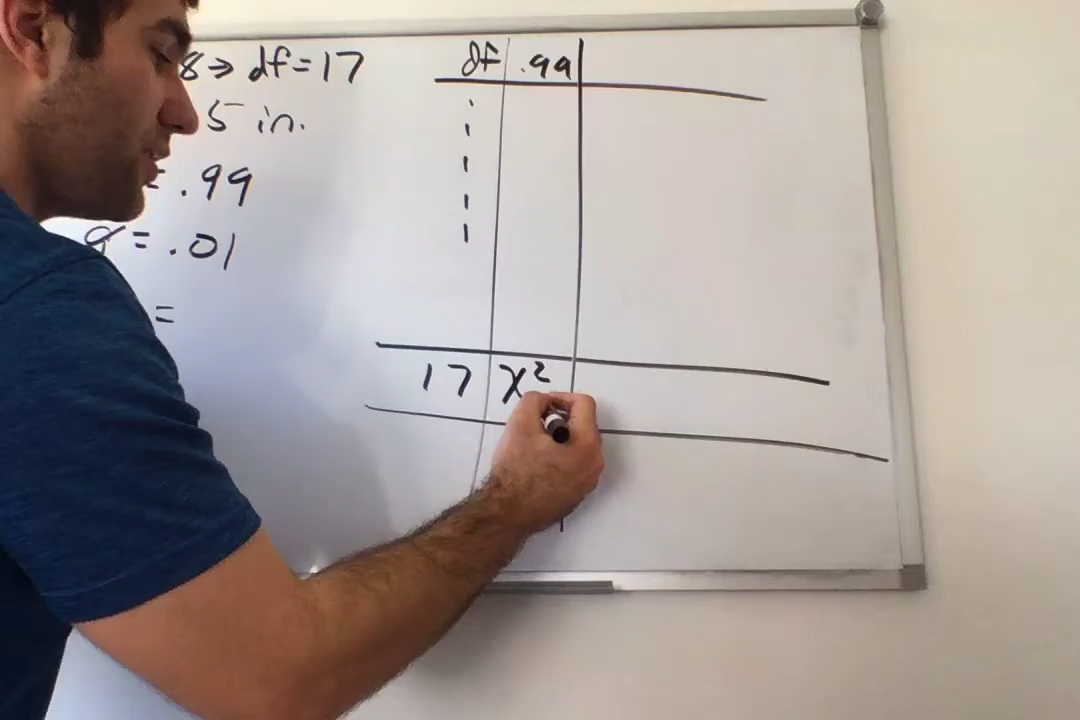 8 → df = 17
5 in.
= .99
α = .01
=
df .99
17 χ²